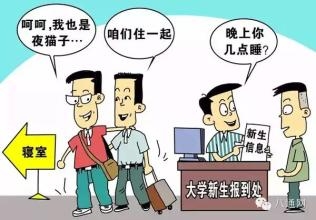 呵呵,我也是
夜猫子…
咱们住一起
晚上你
几点睡?
寝室
新生
信息
大学新生报到处
八通网